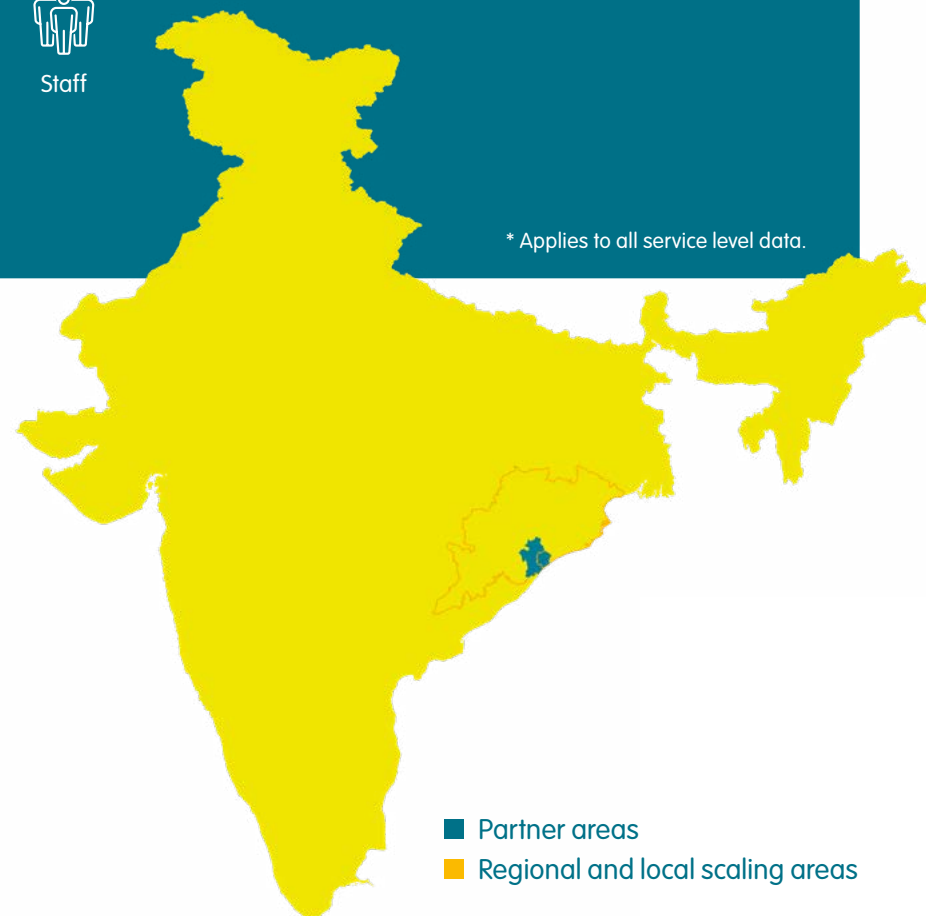 Staff
* Applies to all service level data.
Partner areas
Regional and local scaling areas